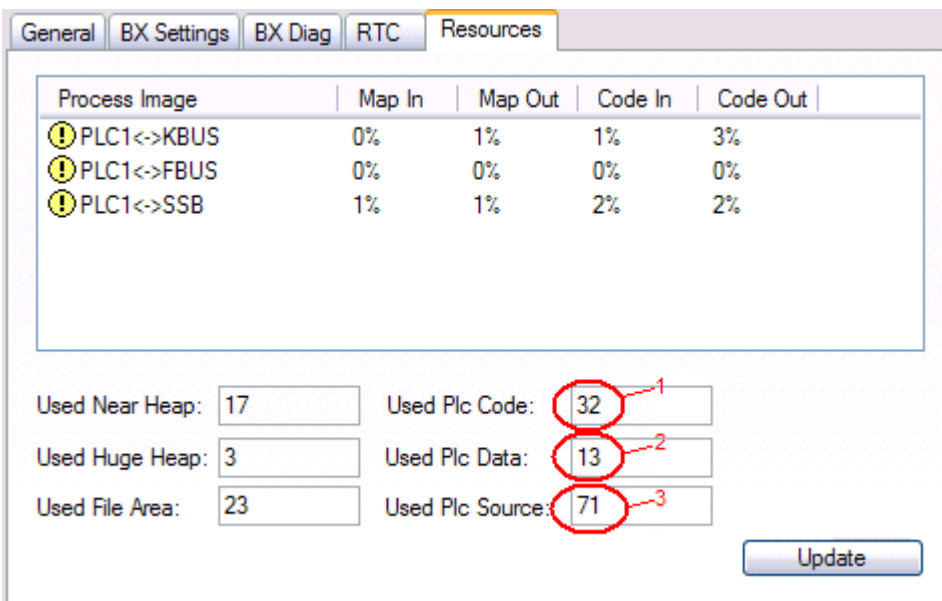 General BX Settings BX Diag RTC Resources
Process Image Map In Map Out Code In Code Out
PLC1<->KBUS 0% 1% 1% 3%
PLC1<->FBUS 0% 0% 0% 0%
PLC1<->SSB 1% 1% 2% 2%
Used Near Heap: 17 Used Plc Code: 32 1
Used Huge Heap: 3 Used Plc Data: 13 2
Used File Area: 23 Used Plc Source: 71 3
Update